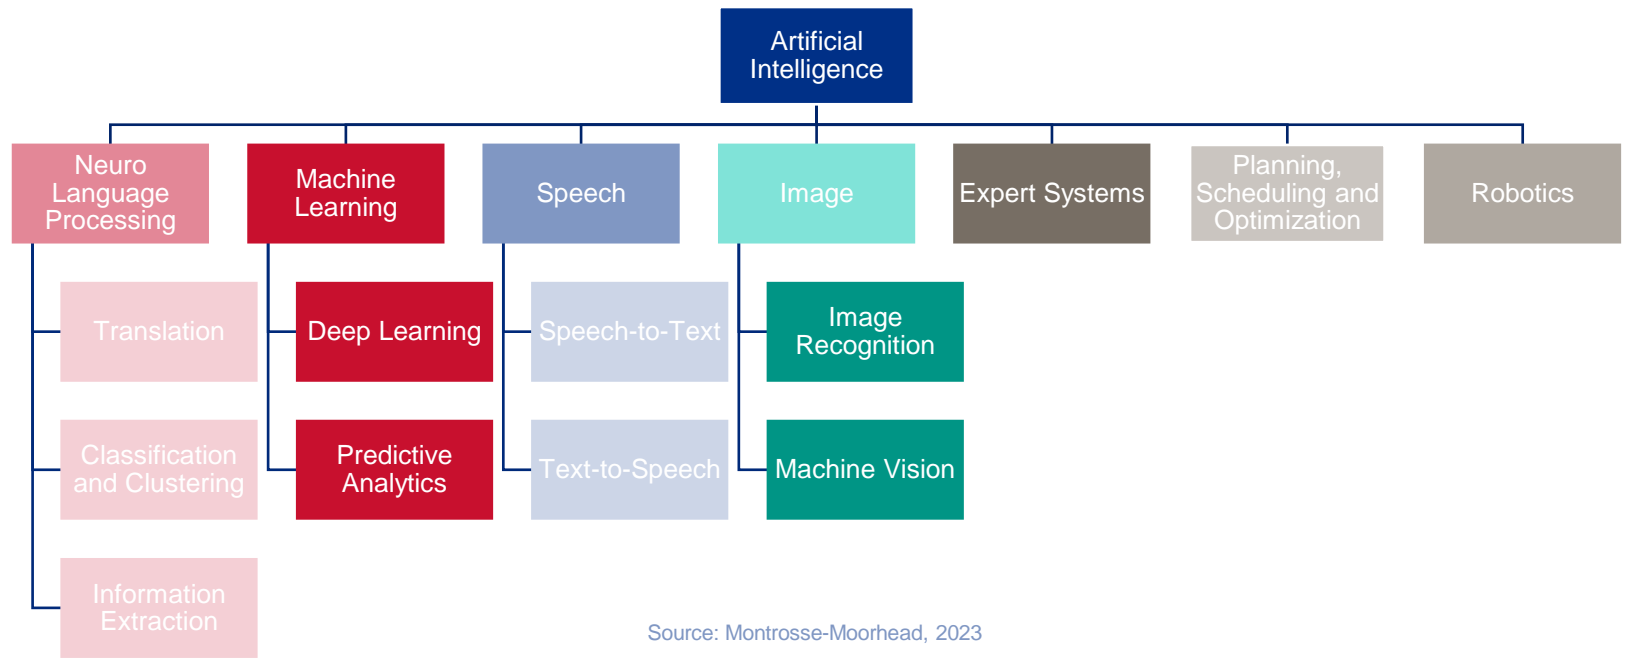 Artificial
Intelligence
Neuro
Language
Processing
Machine
Learning
Speech
Image
Expert Systems
Planning,
Scheduling and
Optimization
Robotics
Translation
Deep Learning
Speech-to-Text
Image
Recognition
Classification
and Clustering
Predictive
Analytics
Text-to-Speech
Machine Vision
Information
Extraction
Source: Montrosse-Moorhead, 2023